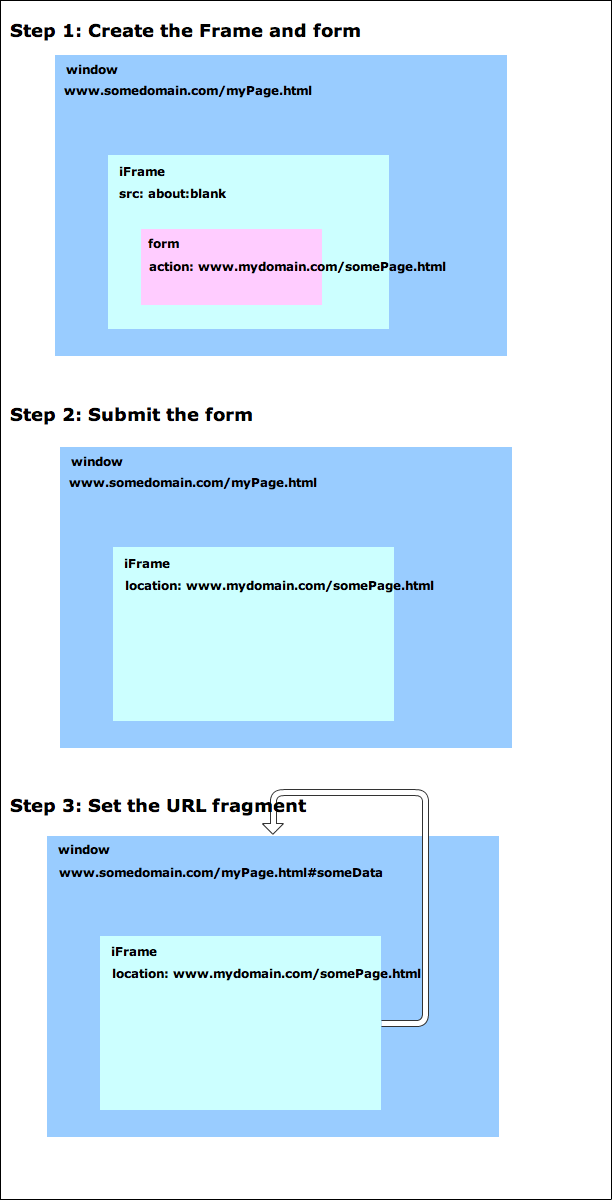 Step 1: Create the Frame and form
window
www.somedomain.com/myPage.html
iFrame
src: about:blank
form
action: www.mydomain.com/somePage.html
Step 2: Submit the form
window
www.somedomain.com/myPage.html
iFrame
location: www.mydomain.com/somePage.html
Step 3: Set the URL fragment
window
www.somedomain.com/myPage.html#someData
iFrame
location: www.mydomain.com/somePage.html